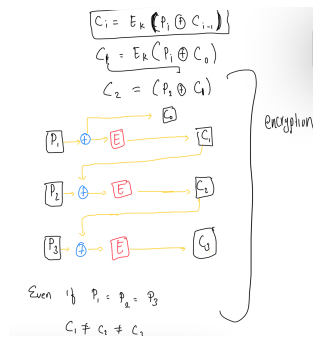 Ci = Ek (Pi ⊕ Ci-1)
C1 = Ek (Pi ⊕ C0)
C2 = (P2 ⊕ C1)
C0
P1 ⊕ E C1
encryption
P2 ⊕ E C2
P3 ⊕ E C3
Even if P1 = P2 = P3
C1 ≠ C2 ≠ C3